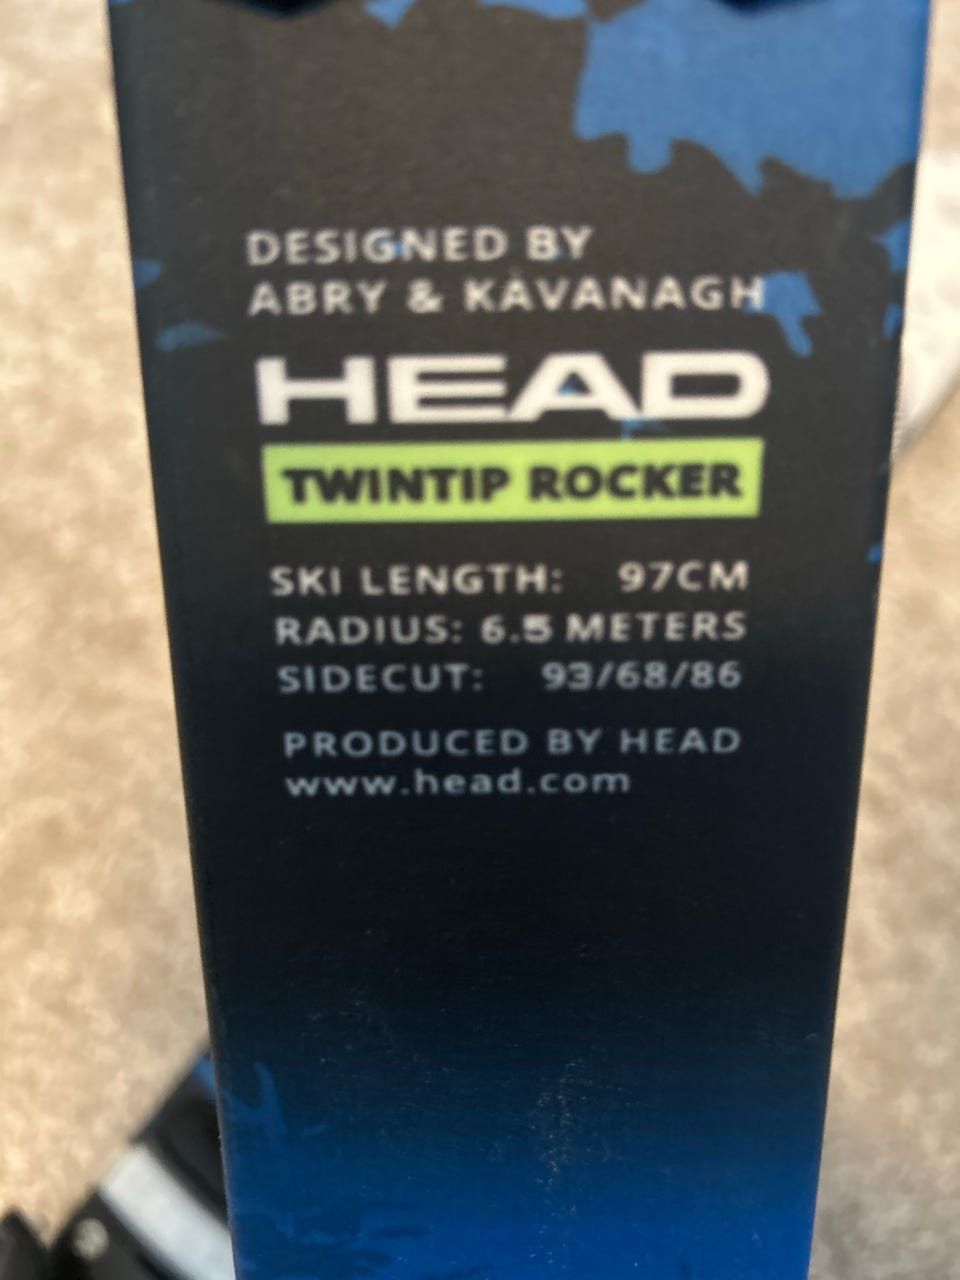 DESIGNED BY
ABRY & KAVANAGH
HEAD
TWINTIP ROCKER
SKI LENGTH: 97CM
RADIUS: 6.5 METERS
SIDECUT: 93/68/86
PRODUCED BY HEAD
www.head.com